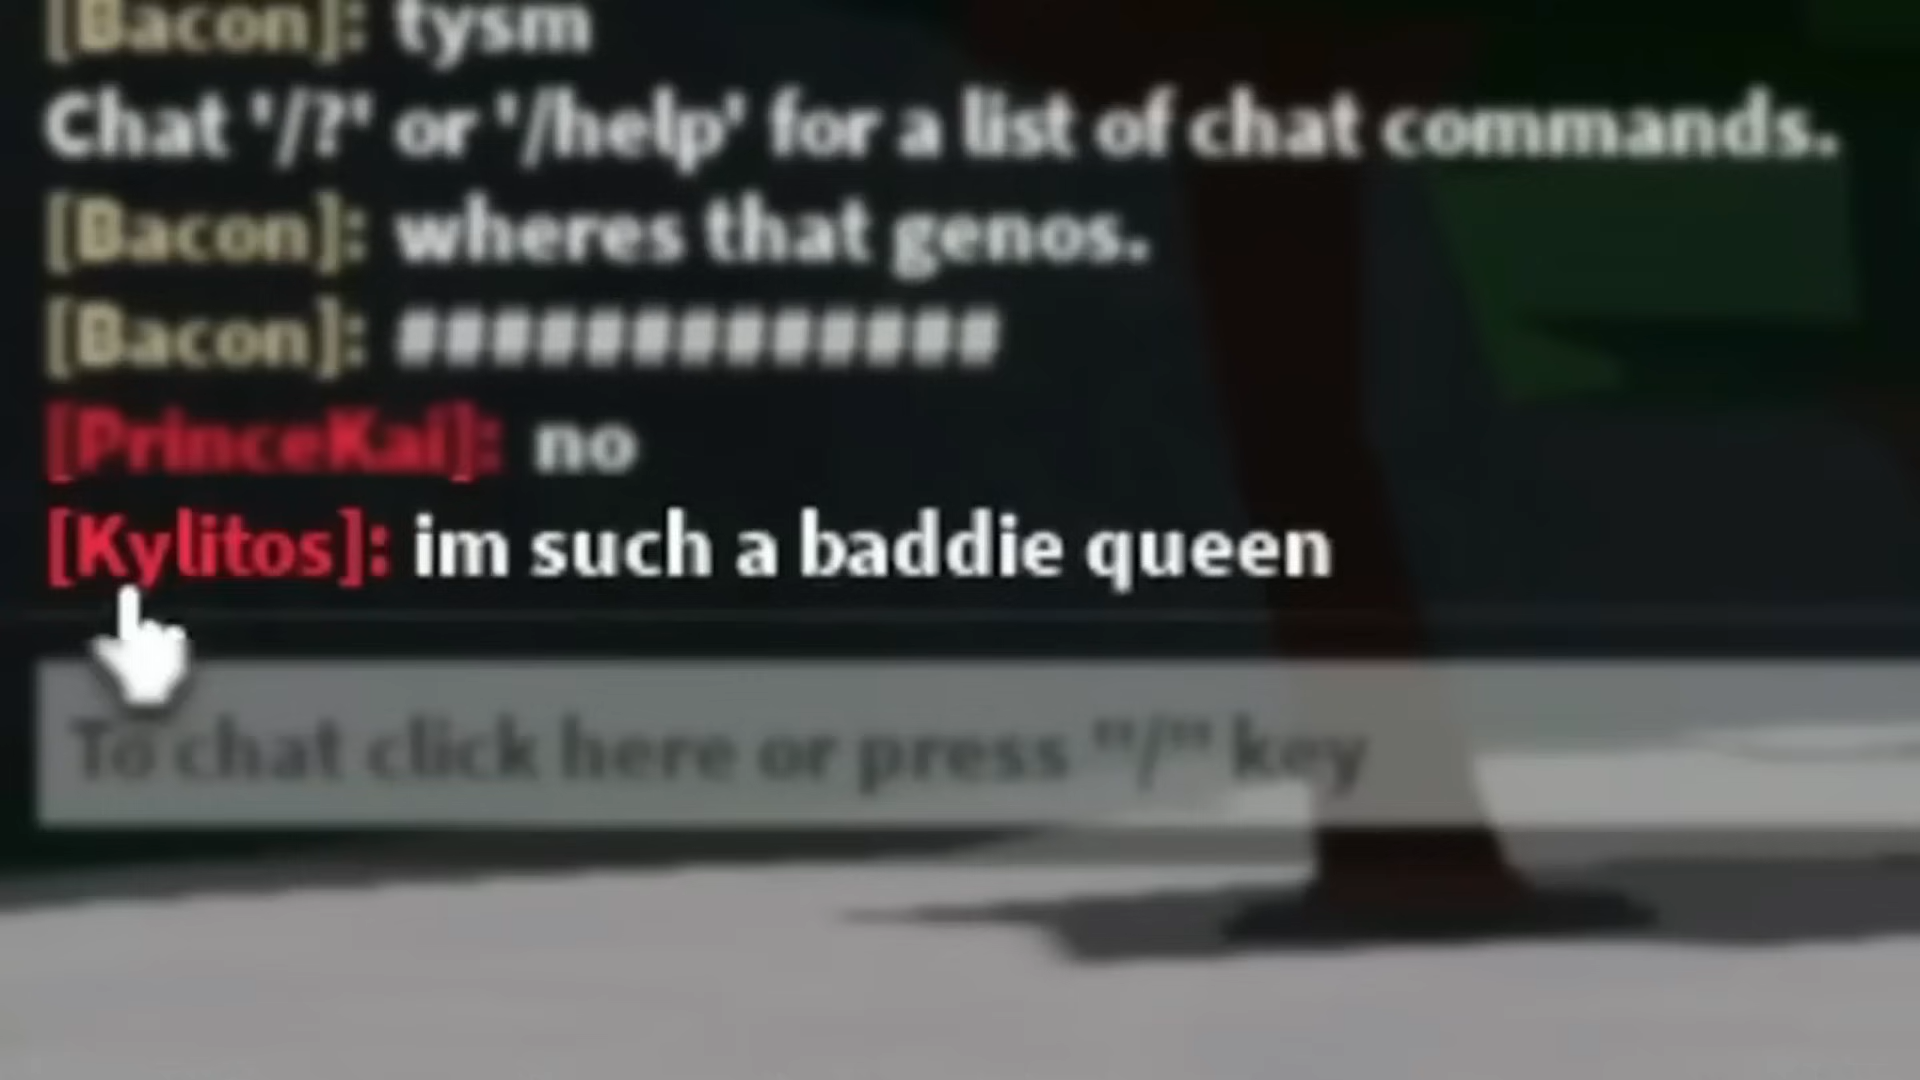 [Bacon]: tysm
Chat '/?' or '/help' for a list of chat commands.
[Bacon]: wheres that genos.
[Bacon]: #############
[PrinceKai]: no
[Kylitos]: im such a baddie queen
To chat click here or press "/" key